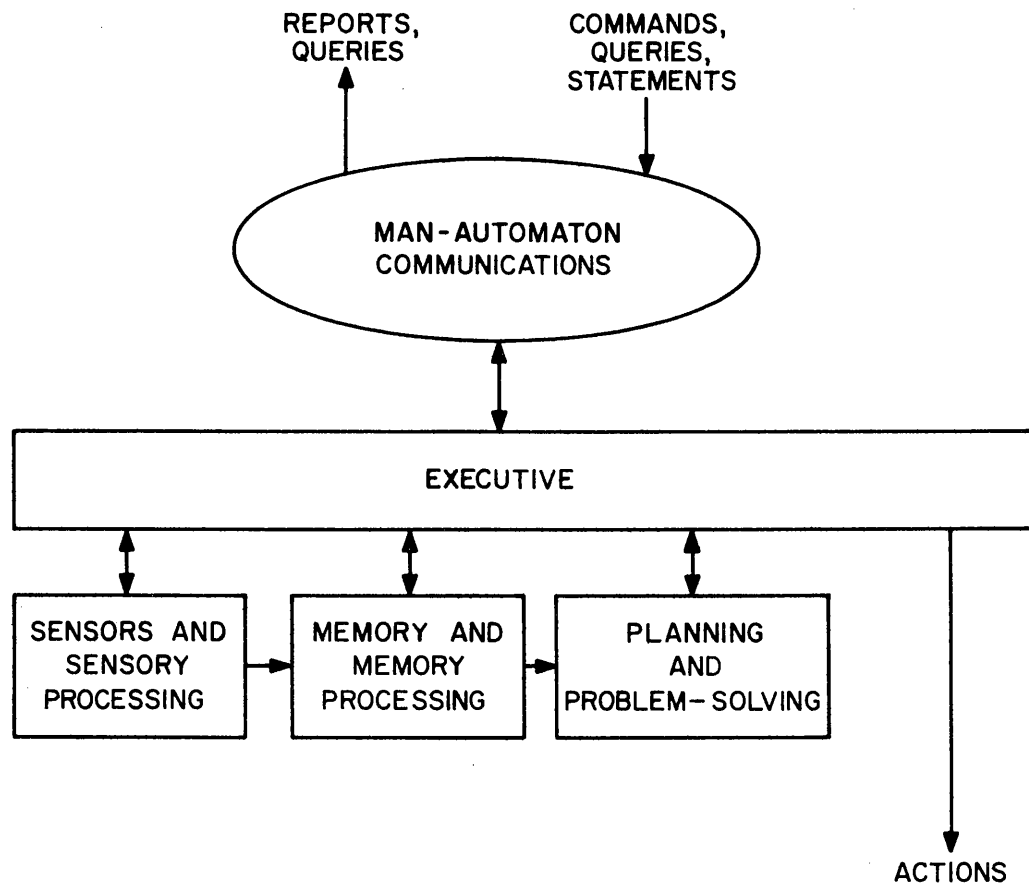 REPORTS,
QUERIES
COMMANDS,
QUERIES,
STATEMENTS
MAN-AUTOMATON
COMMUNICATIONS
EXECUTIVE
SENSORS AND
SENSORY
PROCESSING
MEMORY AND
MEMORY
PROCESSING
PLANNING
AND
PROBLEM-SOLVING
ACTIONS